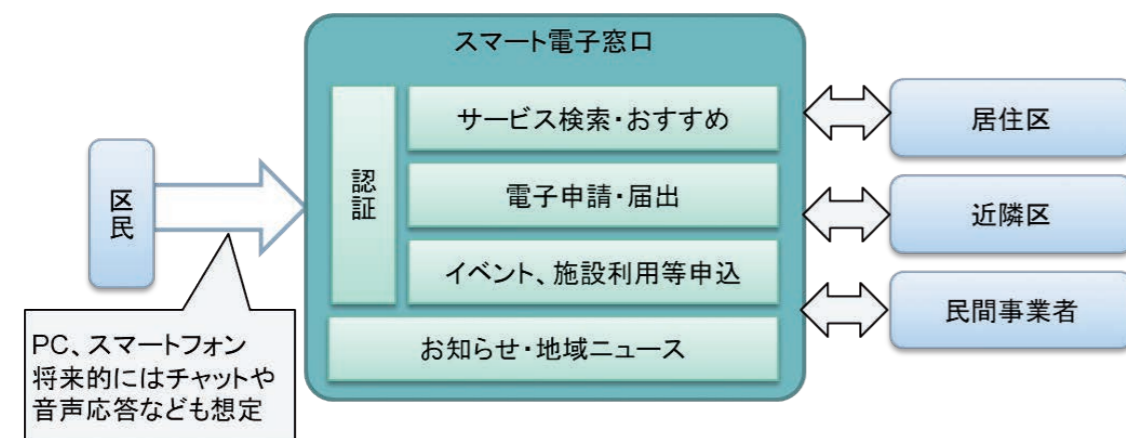 スマート電子窓口
区民
認証
サービス検索・おすすめ
電子申請・届出
イベント、施設利用等申込
お知らせ・地域ニュース
居住区
近隣区
民間事業者
PC、スマートフォン
将来的にはチャットや
音声応答なども想定